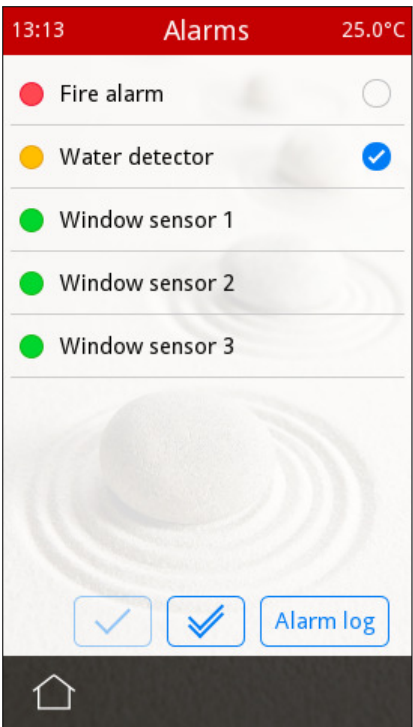 13:13 Alarms 25.0°C
Fire alarm
Water detector
Window sensor 1
Window sensor 2
Window sensor 3
Alarm log